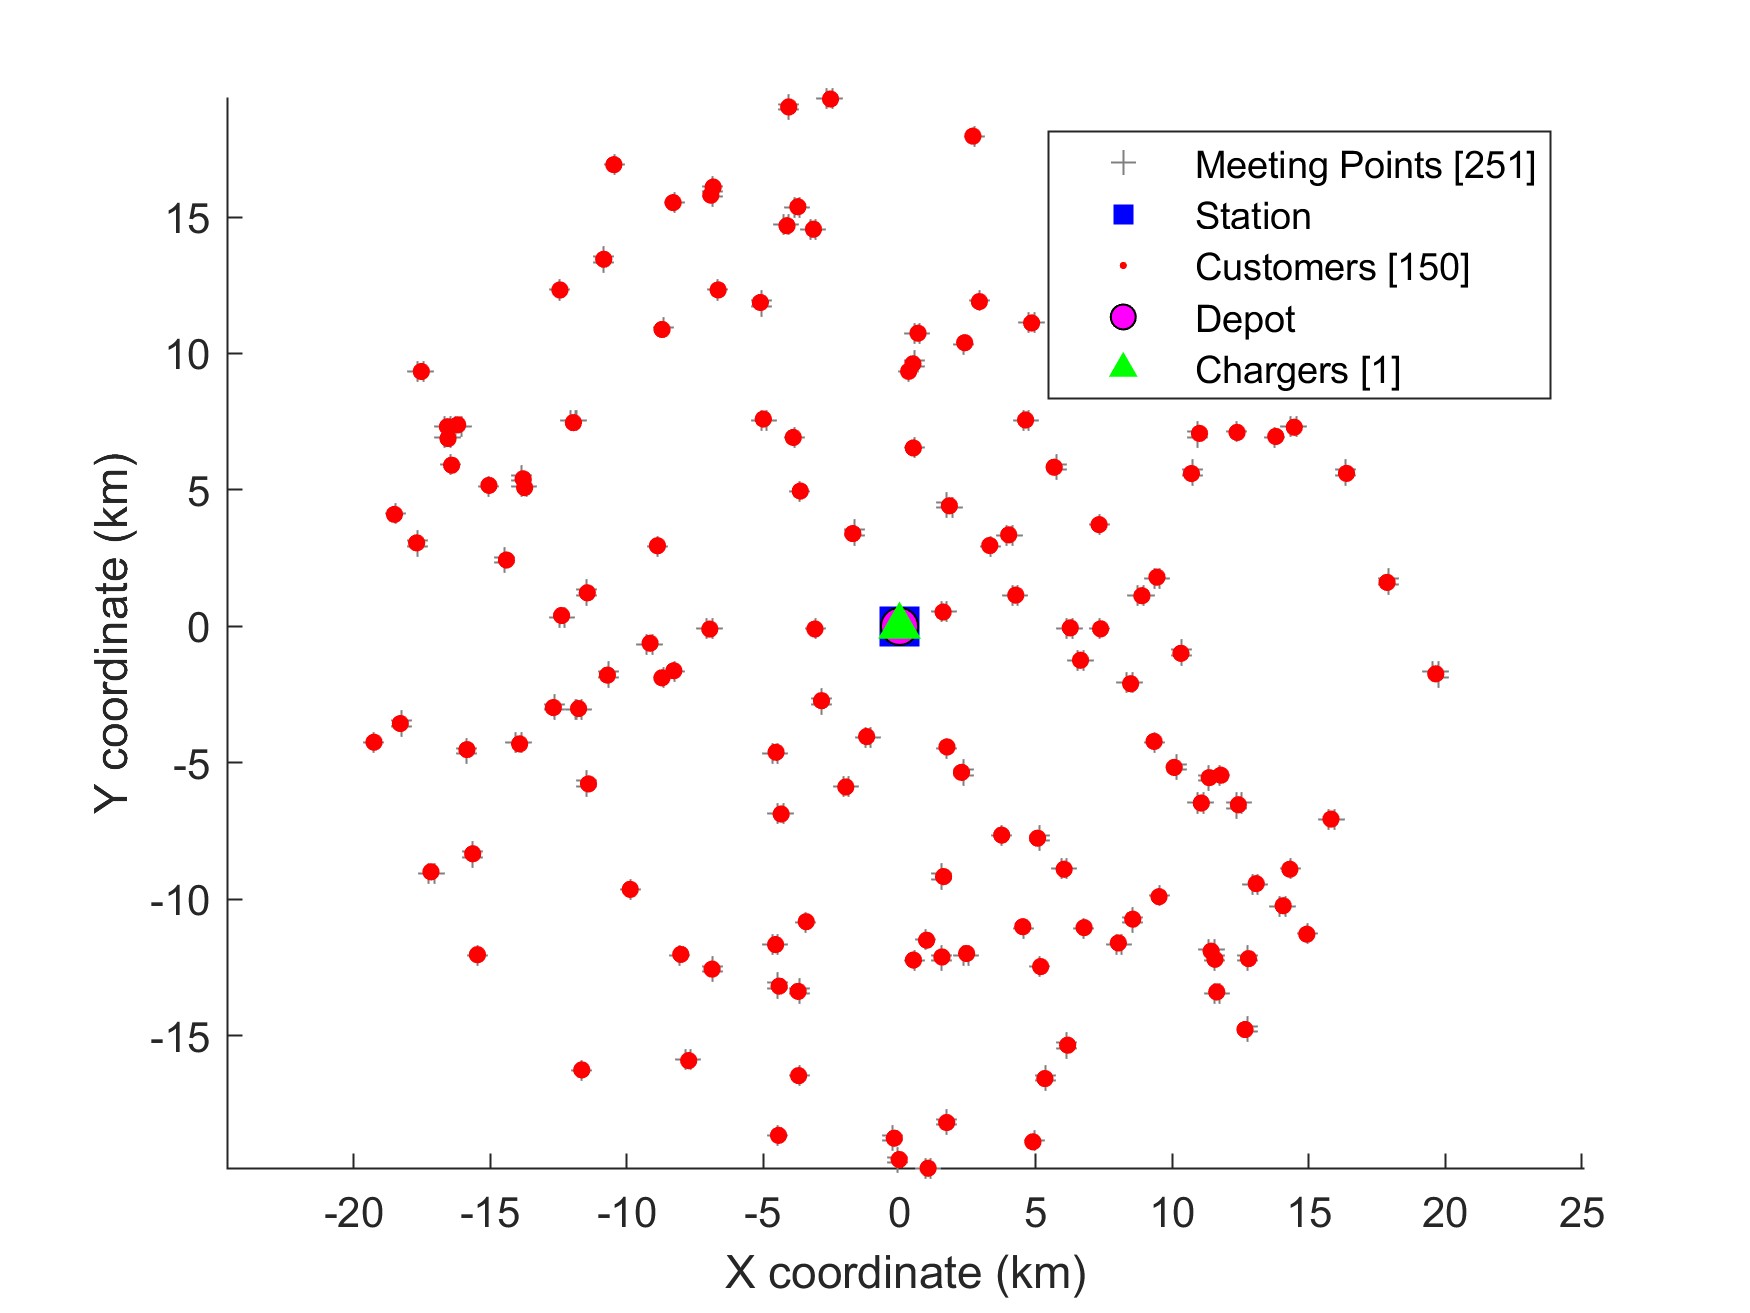 Meeting Points [251]
Station
Customers [150]
Depot
Chargers [1]
15
10
5
0
-5
-10
-15
Y coordinate (km)
-20 -15 -10 -5 0 5 10 15 20 25
X coordinate (km)